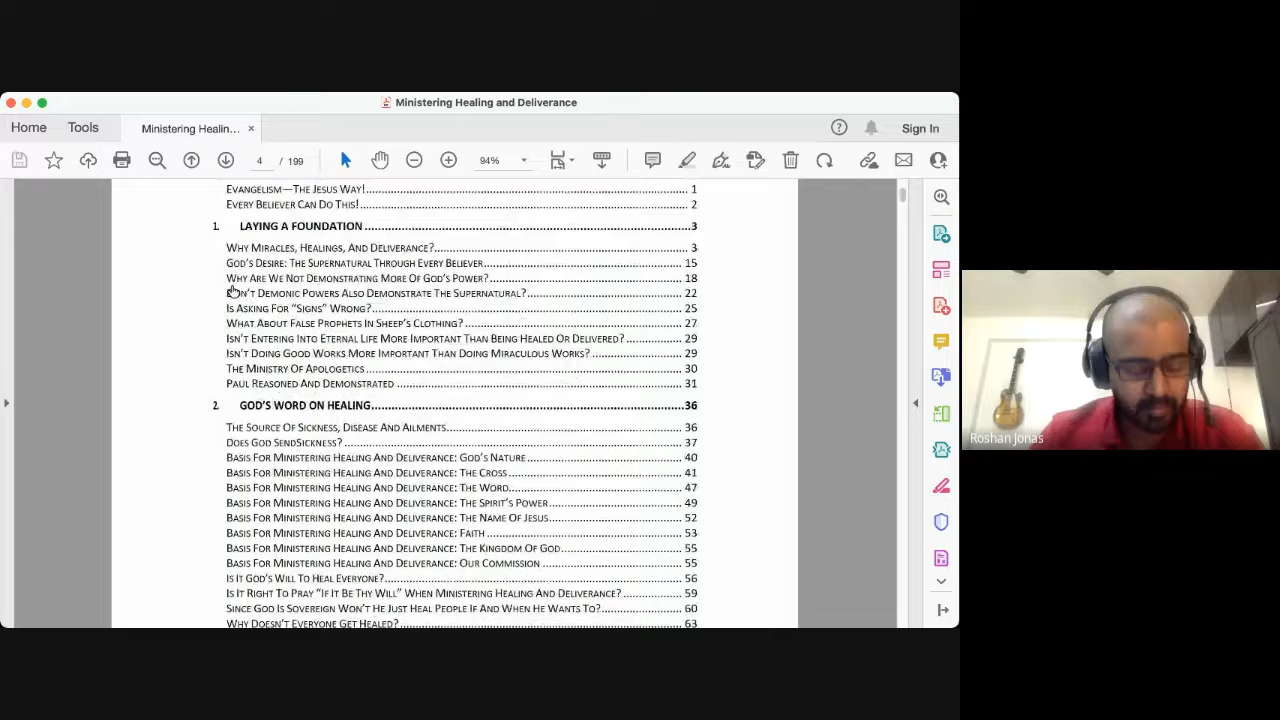 Ministering Healing and Deliverance
Home
Tools
Ministering Healin... ×
Sign In
4 / 199
94%
EVANGELISM—THE JESUS WAY! 1
EVERY BELIEVER CAN DO THIS! 2
1. LAYING A FOUNDATION 3
WHY MIRACLES, HEALINGS, AND DELIVERANCE? 3
GOD'S DESIRE: THE SUPERNATURAL THROUGH EVERY BELIEVER 15
WHY ARE WE NOT DEMONSTRATING MORE OF GOD'S POWER? 18
DON'T DEMONIC POWERS ALSO DEMONSTRATE THE SUPERNATURAL? 22
IS ASKING FOR “SIGNS” WRONG? 25
WHAT ABOUT FALSE PROPHETS IN SHEEP'S CLOTHING? 27
ISN'T ENTERING INTO ETERNAL LIFE MORE IMPORTANT THAN BEING HEALED OR DELIVERED? 29
ISN'T DOING GOOD WORKS MORE IMPORTANT THAN DOING MIRACULOUS WORKS? 29
THE MINISTRY OF APOLOGETICS 30
PAUL REASONED AND DEMONSTRATED 31
2. GOD'S WORD ON HEALING 36
THE SOURCE OF SICKNESS, DISEASE AND AILMENTS 36
DOES GOD SENDSICKNESS? 37
BASIS FOR MINISTERING HEALING AND DELIVERANCE: GOD'S NATURE 40
BASIS FOR MINISTERING HEALING AND DELIVERANCE: THE CROSS 41
BASIS FOR MINISTERING HEALING AND DELIVERANCE: THE WORD 47
BASIS FOR MINISTERING HEALING AND DELIVERANCE: THE SPIRIT'S POWER 49
BASIS FOR MINISTERING HEALING AND DELIVERANCE: THE NAME OF JESUS 52
BASIS FOR MINISTERING HEALING AND DELIVERANCE: FAITH 53
BASIS FOR MINISTERING HEALING AND DELIVERANCE: THE KINGDOM OF GOD 55
BASIS FOR MINISTERING HEALING AND DELIVERANCE: OUR COMMISSION 55
IS IT GOD'S WILL TO HEAL EVERYONE? 56
IS IT RIGHT TO PRAY “IF IT BE THY WILL” WHEN MINISTERING HEALING AND DELIVERANCE? 59
SINCE GOD IS SOVEREIGN WON'T HE JUST HEAL PEOPLE IF AND WHEN HE WANTS TO? 60
WHY DOESN'T EVERYONE GET HEALED? 63
Roshan Jonas